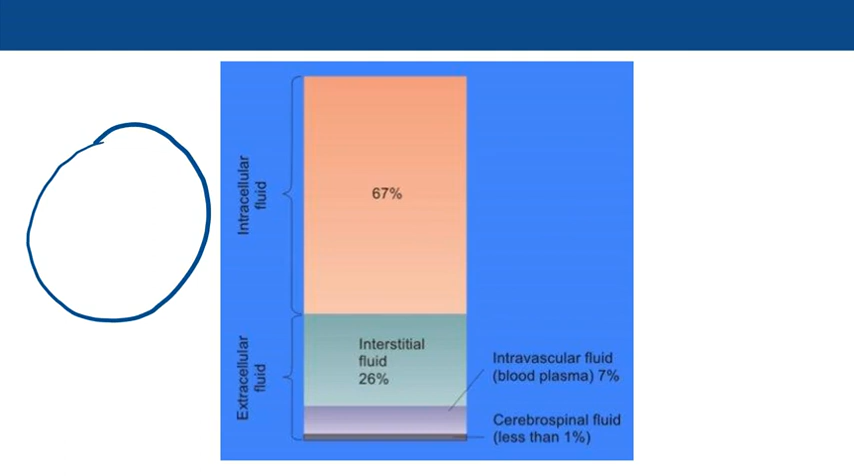 Intracellular
fluid
67%
Extracellular
fluid
Interstitial
fluid
26%
Intravascular fluid
(blood plasma) 7%
Cerebrospinal fluid
(less than 1%)